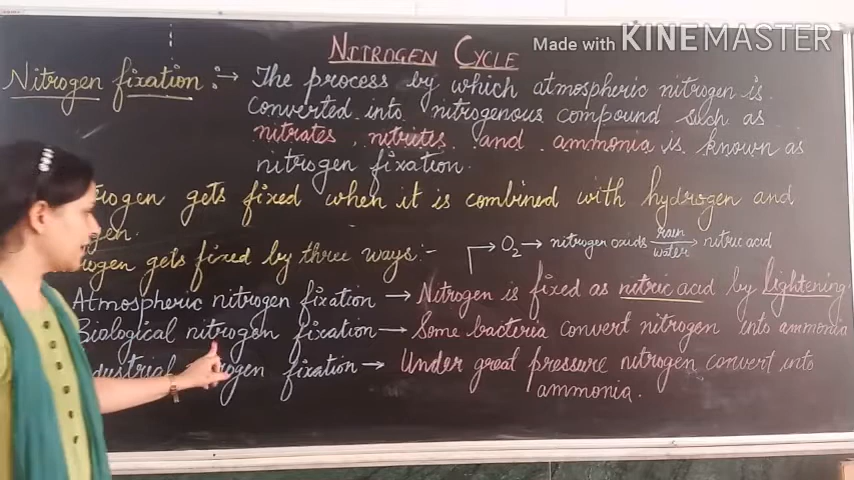 NITROGEN CYCLE
Made with KINEMASTER
Nitrogen fixation :→ The process by which atmospheric nitrogen is
converted into nitrogenous compound such as
nitrates, nitrites and ammonia is known as
nitrogen fixation.
gets fixed when it is combined with hydrogen and
gets fixed by three ways:-
→ O2 → nitrogen oxids rain water → nitric acid
Atmospheric nitrogen fixation → Nitrogen is fixed as nitric acid by lightening.
Biological nitrogen fixation → Some bacteria convert nitrogen into ammonia
fixation → Under great pressure nitrogen convert into
ammonia.